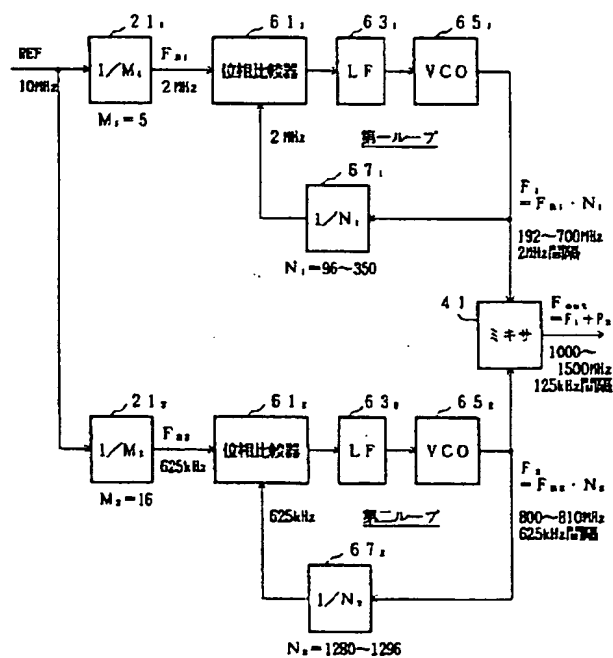 21₁
61₁
63₁
65₁
REF
10MHz
1/M₁
F_R₁
2MHz
位相比較器
LF
VCO
M₁=5
2MHz
第一ループ
67₁
1/N₁
N₁=96~350
F₁
=F_R₁・N₁
192~700MHz
2MHz間隔
41
ミキサ
F_out
=F₁+F₂
1000~
1500MHz
125kHz間隔
21₂
61₂
63₂
65₂
1/M₂
F_R₂
625kHz
位相比較器
LF
VCO
M₂=16
625kHz
第二ループ
67₂
1/N₂
N₂=1280~1296
F₂
=F_R₂・N₂
800~810MHz
625kHz間隔